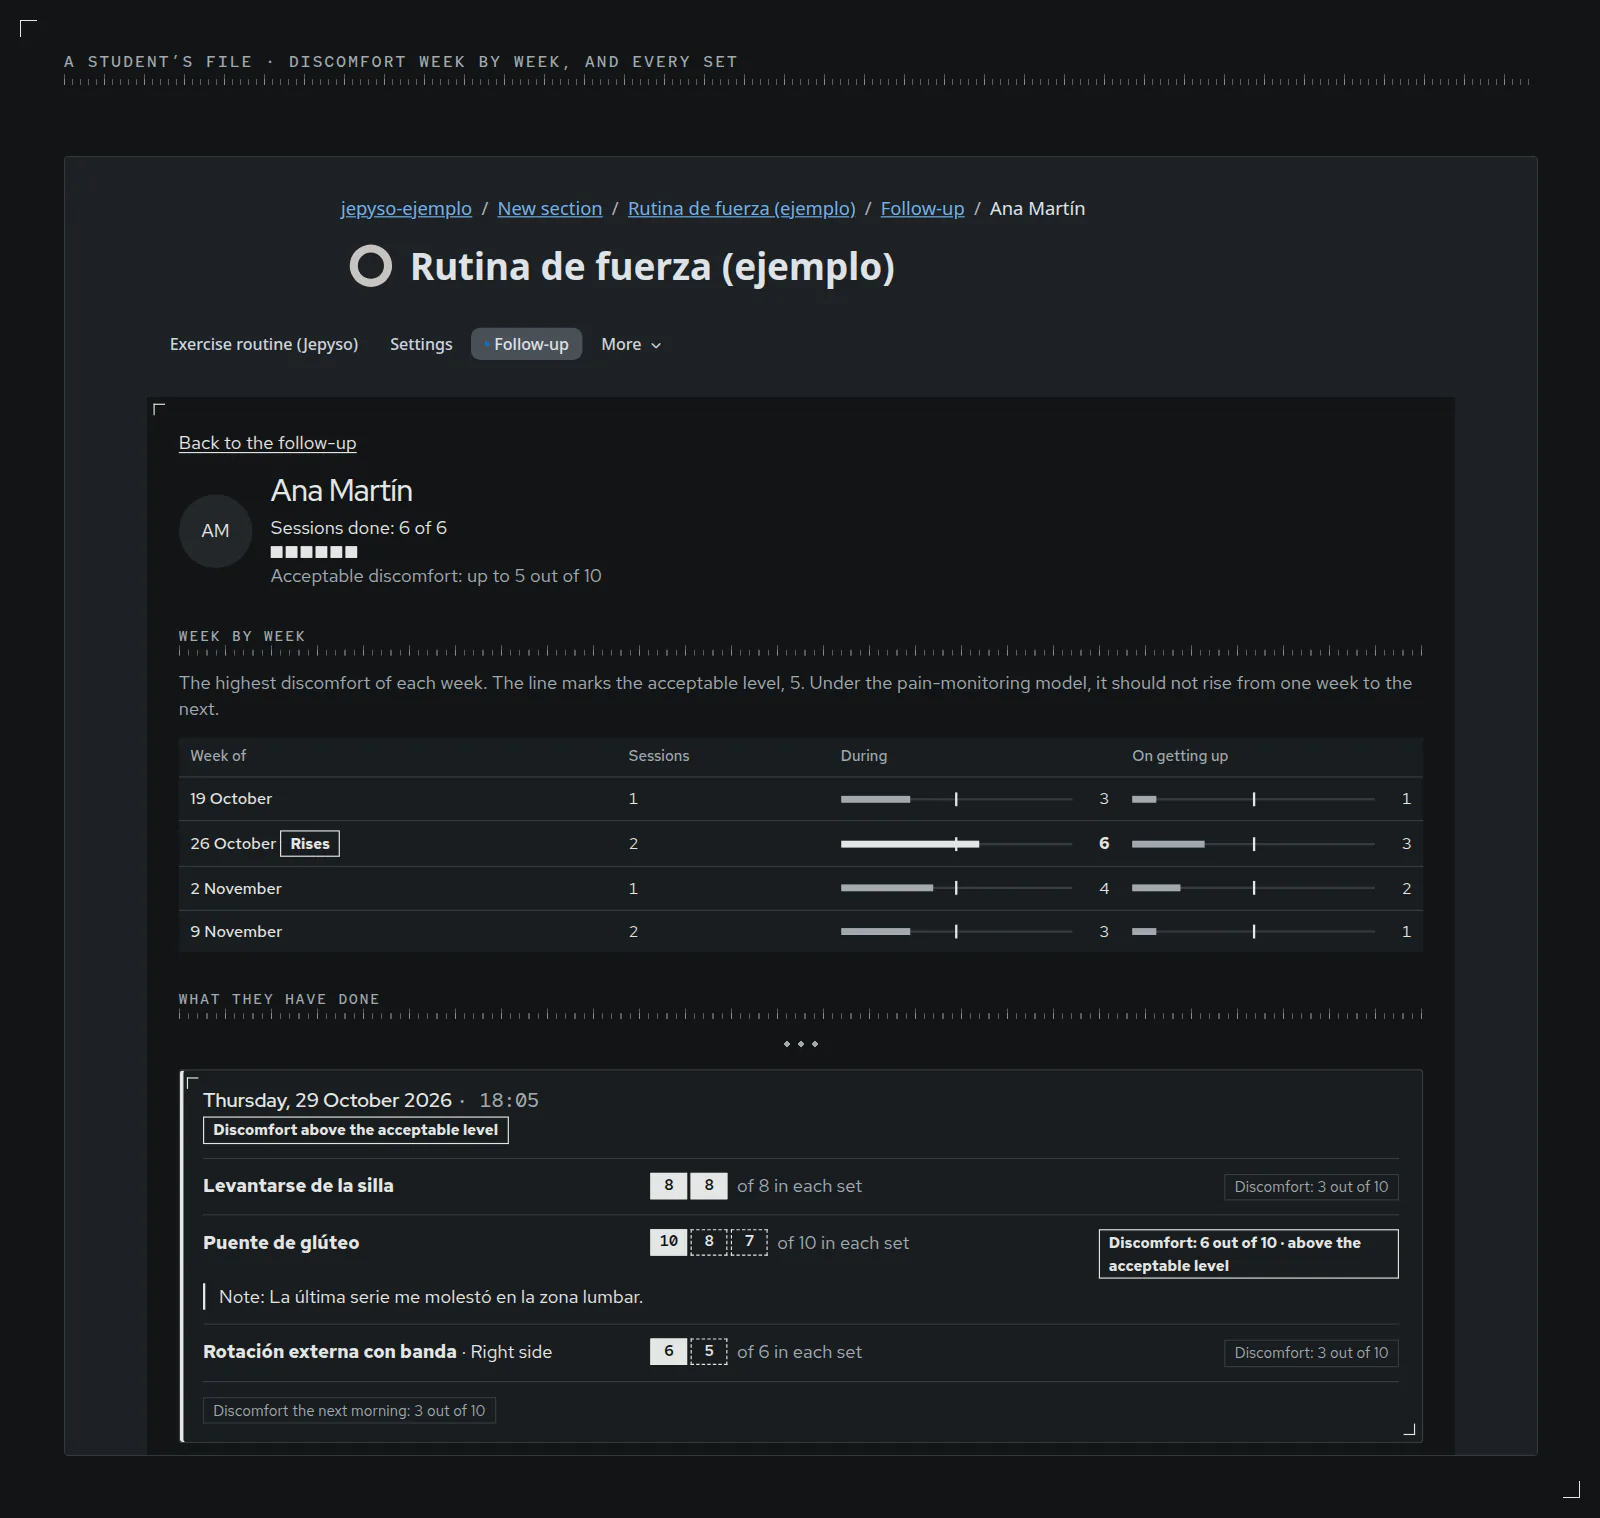 A STUDENT'S FILE · DISCOMFORT WEEK BY WEEK, AND EVERY SET
jepyso-ejemplo / New section / Rutina de fuerza (ejemplo) / Follow-up / Ana Martín
Rutina de fuerza (ejemplo)
Exercise routine (Jepyso) Settings Follow-up More
Back to the follow-up
AM
Ana Martín
Sessions done: 6 of 6
Acceptable discomfort: up to 5 out of 10
WEEK BY WEEK
The highest discomfort of each week. The line marks the acceptable level, 5. Under the pain-monitoring model, it should not rise from one week to the
next.
Week of Sessions During On getting up
19 October 1 3 1
26 October Rises 2 6 3
2 November 1 4 2
9 November 2 3 1
WHAT THEY HAVE DONE
Thursday, 29 October 2026 · 18:05
Discomfort above the acceptable level
Levantarse de la silla 8 8 of 8 in each set Discomfort: 3 out of 10
Puente de glúteo 10 8 7 of 10 in each set Discomfort: 6 out of 10 · above the
acceptable level
Note: La última serie me molestó en la zona lumbar.
Rotación externa con banda · Right side 6 5 of 6 in each set Discomfort: 3 out of 10
Discomfort the next morning: 3 out of 10